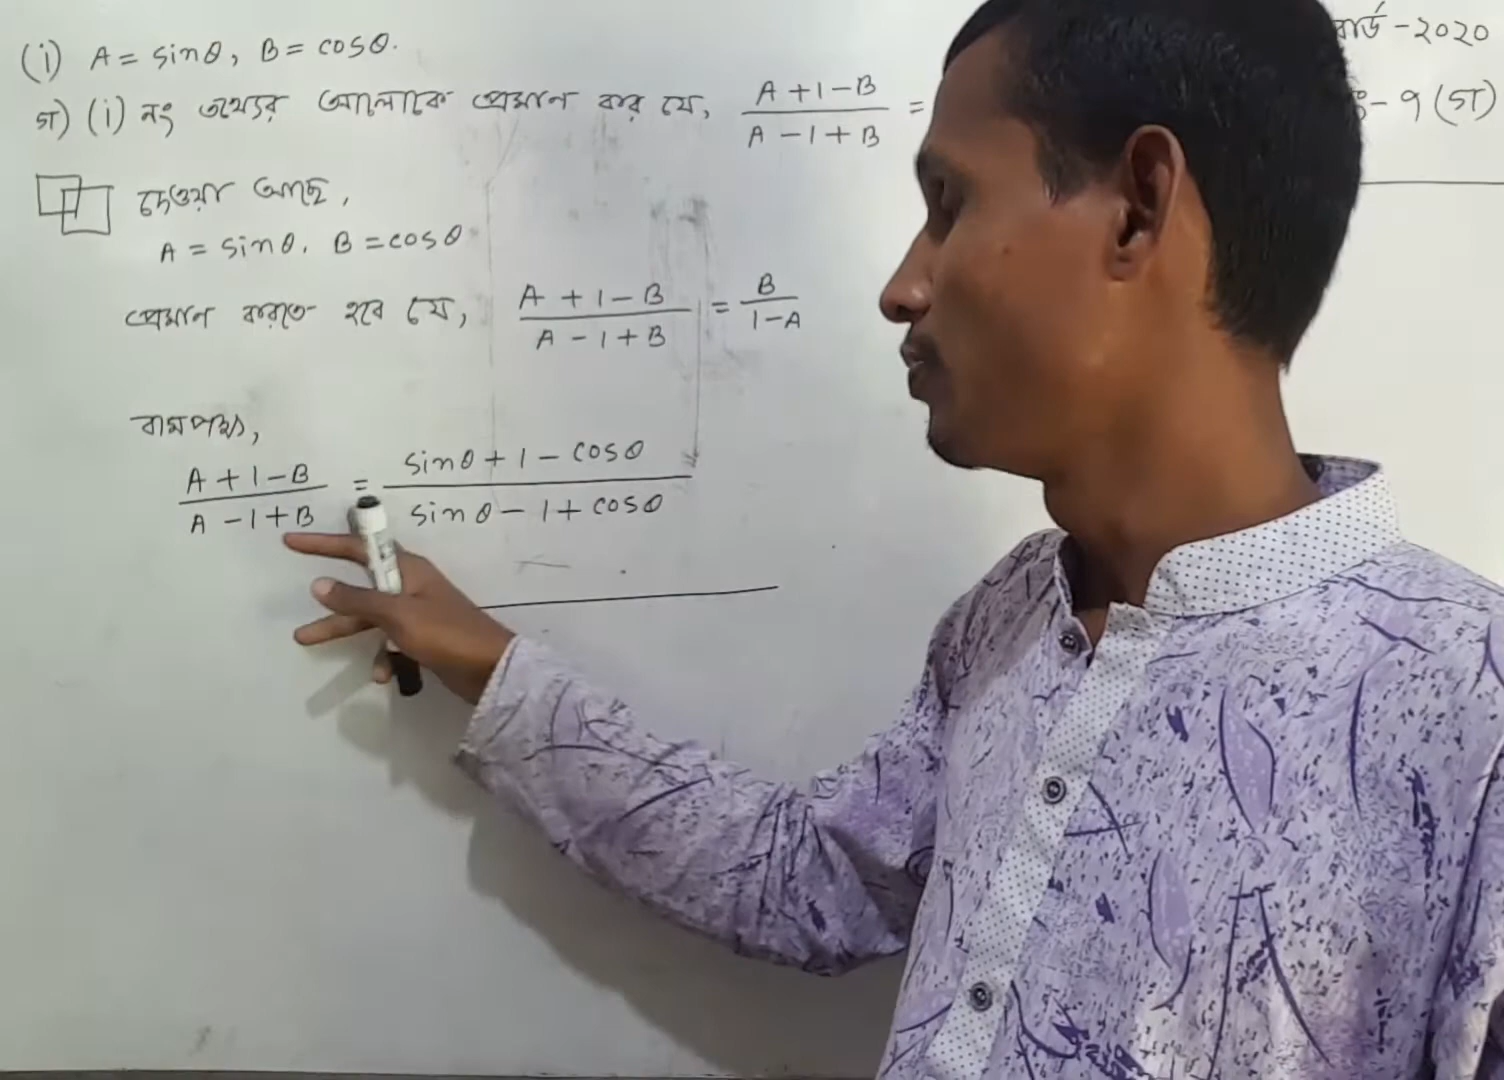 (i) A = sinθ, B = cosθ.
র্ড - ২০২০
গ) (i) নং তথ্যের আলোকে প্রমাণ কর যে, A + 1 - B / A - 1 + B =
- ৭ (গ)
দেওয়া আছে,
A = sinθ. B = cosθ
প্রমাণ করতে হবে যে, A + 1 - B / A - 1 + B = B / 1 - A
বামপক্ষ,
A + 1 - B / A - 1 + B = sinθ + 1 - cosθ / sinθ - 1 + cosθ